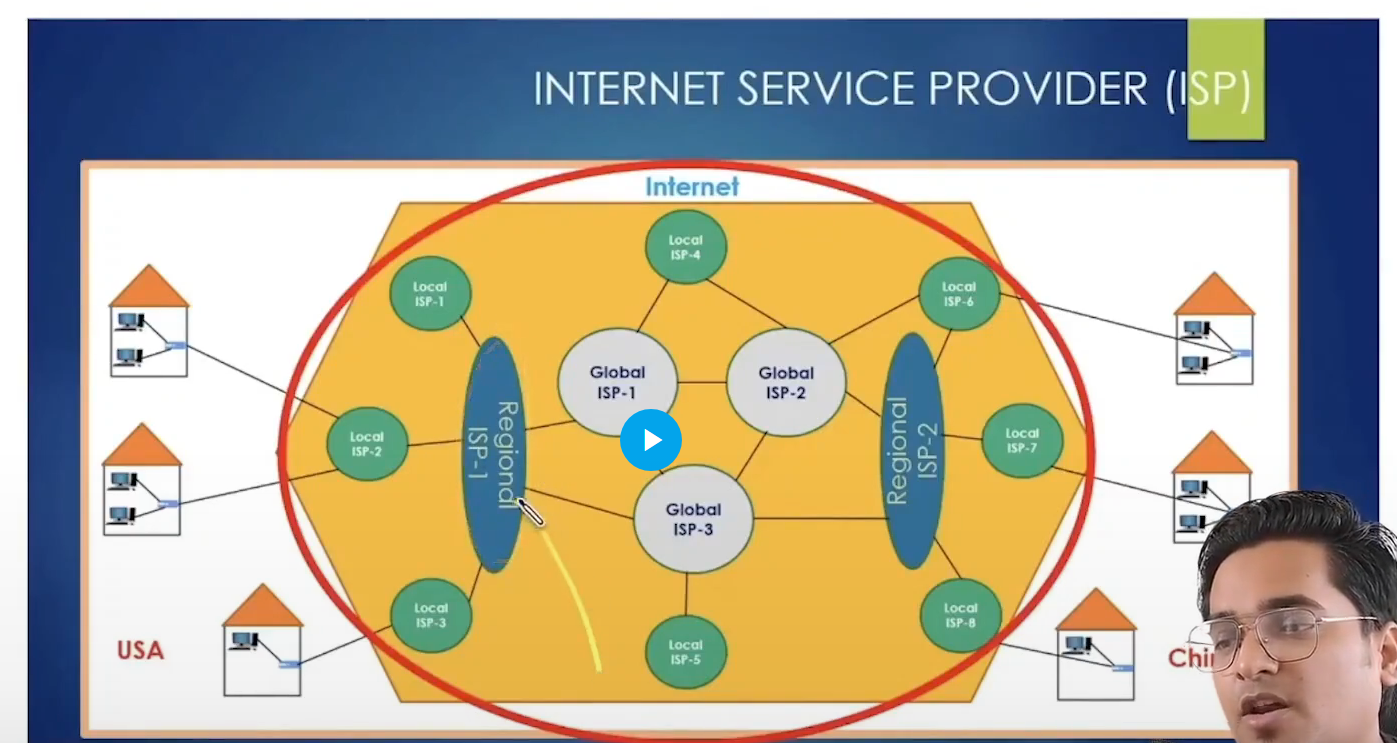 INTERNET SERVICE PROVIDER (ISP)
Internet
Local
ISP-4
Local
ISP-1
Local
ISP-6
Global
ISP-1
Global
ISP-2
Local
ISP-2
Regional
ISP-1
Regional
ISP-2
Local
ISP-7
Global
ISP-3
Local
ISP-3
Local
ISP-8
Local
ISP-5
USA